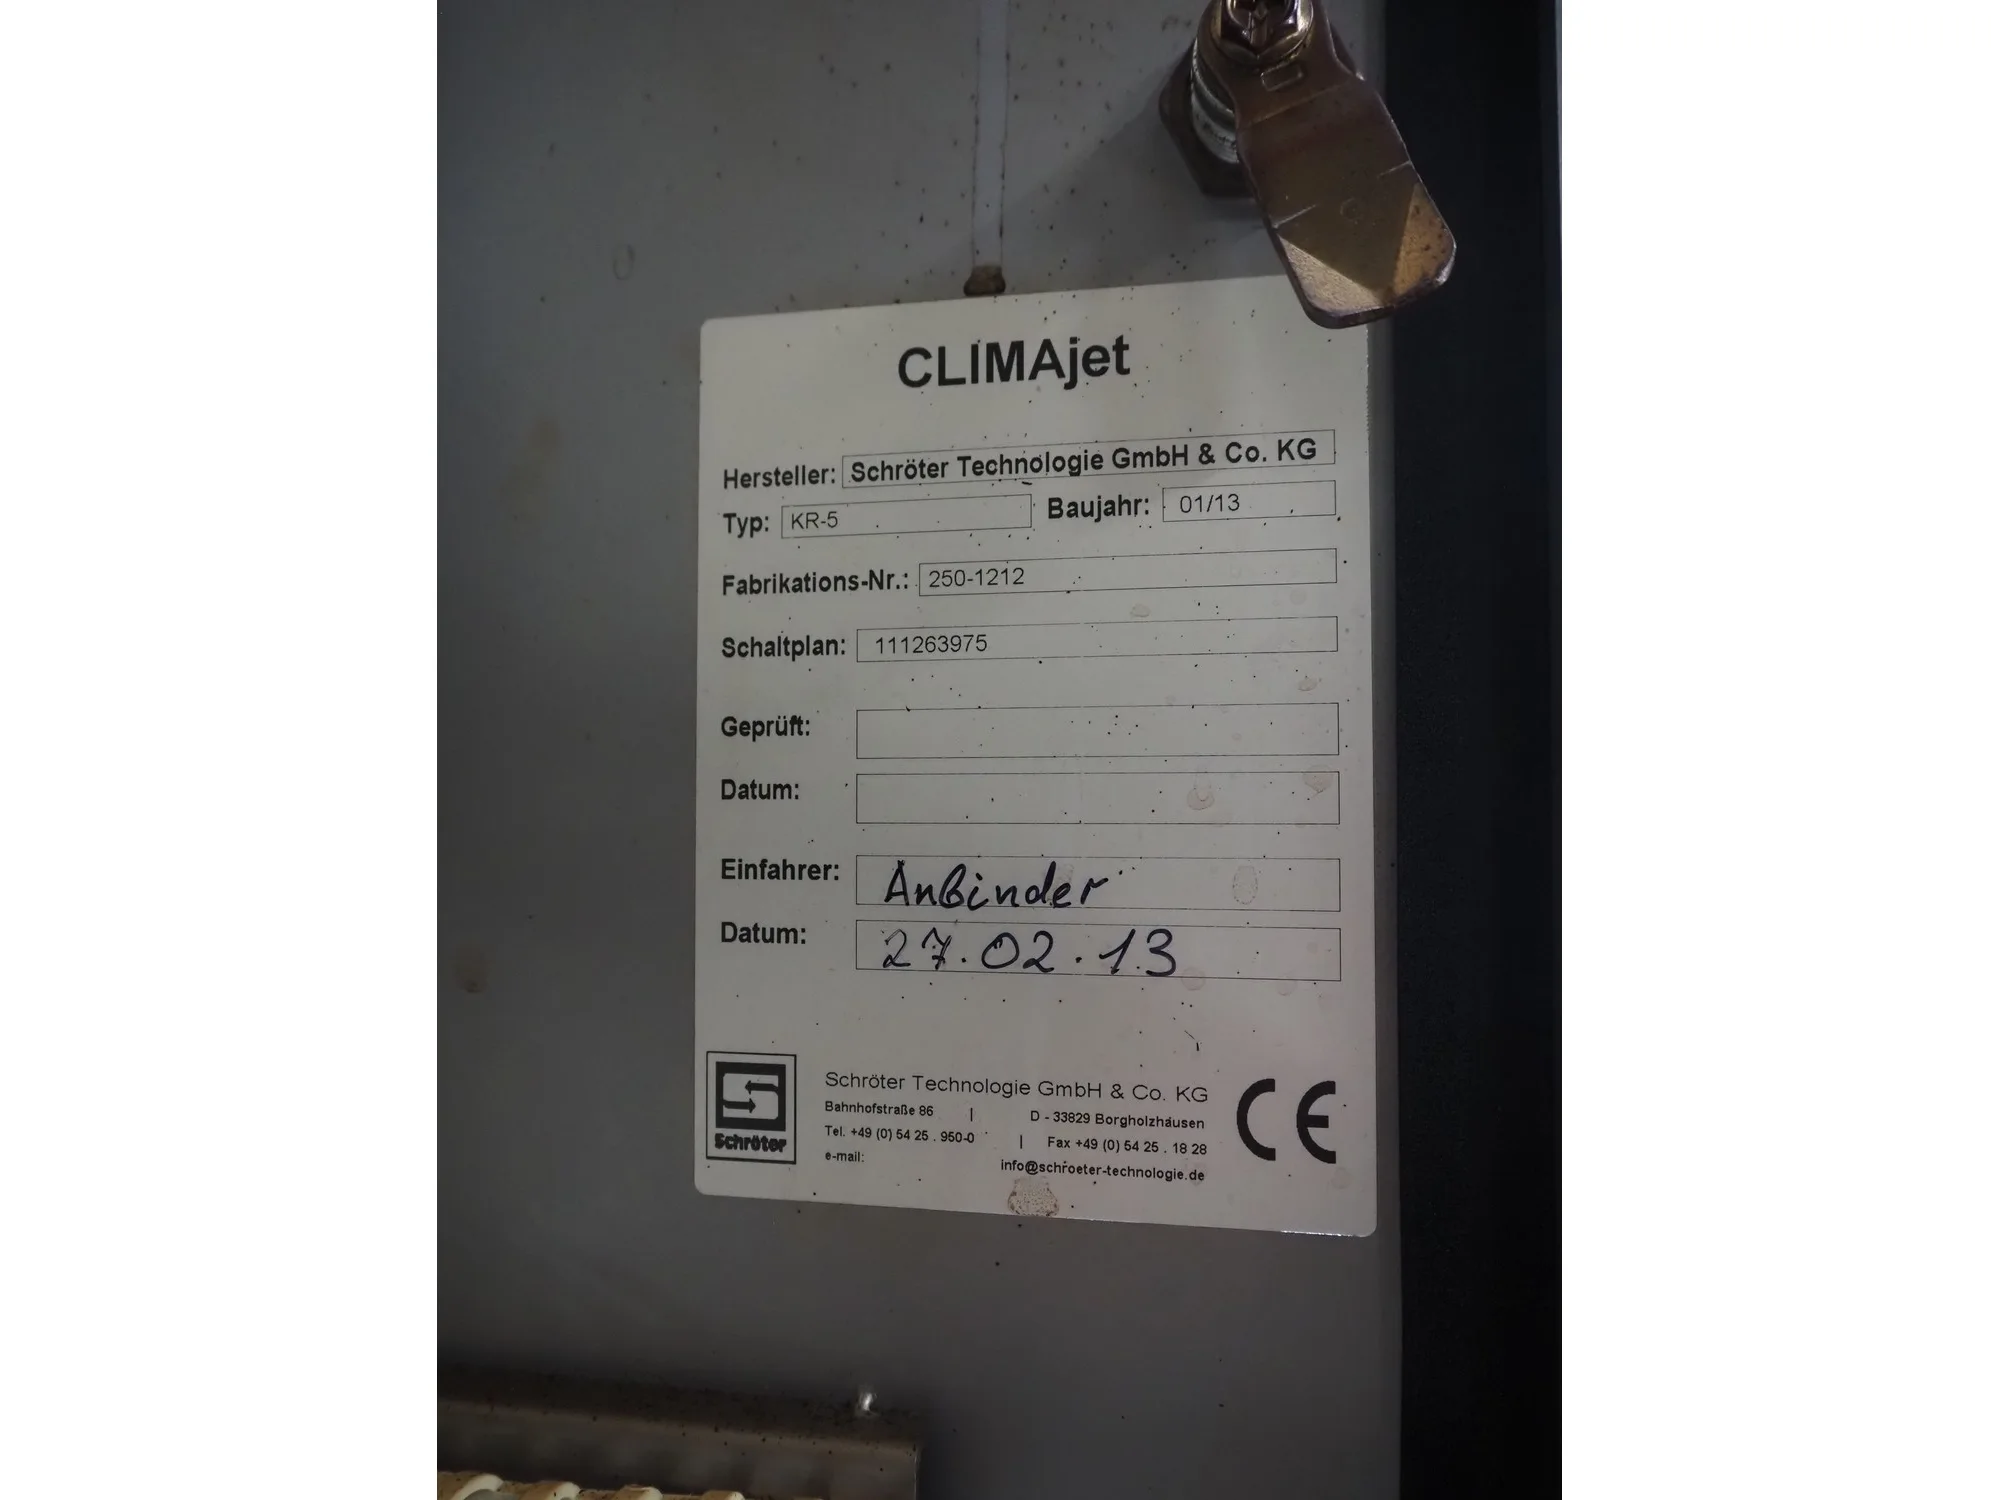 CLIMAjet
Hersteller: Schröter Technologie GmbH & Co. KG
Typ: KR-5 Baujahr: 01/13
Fabrikations-Nr.: 250-1212
Schaltplan: 111263975
Geprüft:
Datum:
Einfahrer: Anbinder
Datum: 27.02.13
Schröter
Schröter Technologie GmbH & Co. KG
Bahnhofstraße 86 | D - 33829 Borgholzhausen
Tel. +49 (0) 54 25 . 950-0 | Fax +49 (0) 54 25 . 18 28
e-mail: info@schroeter-technologie.de
CE